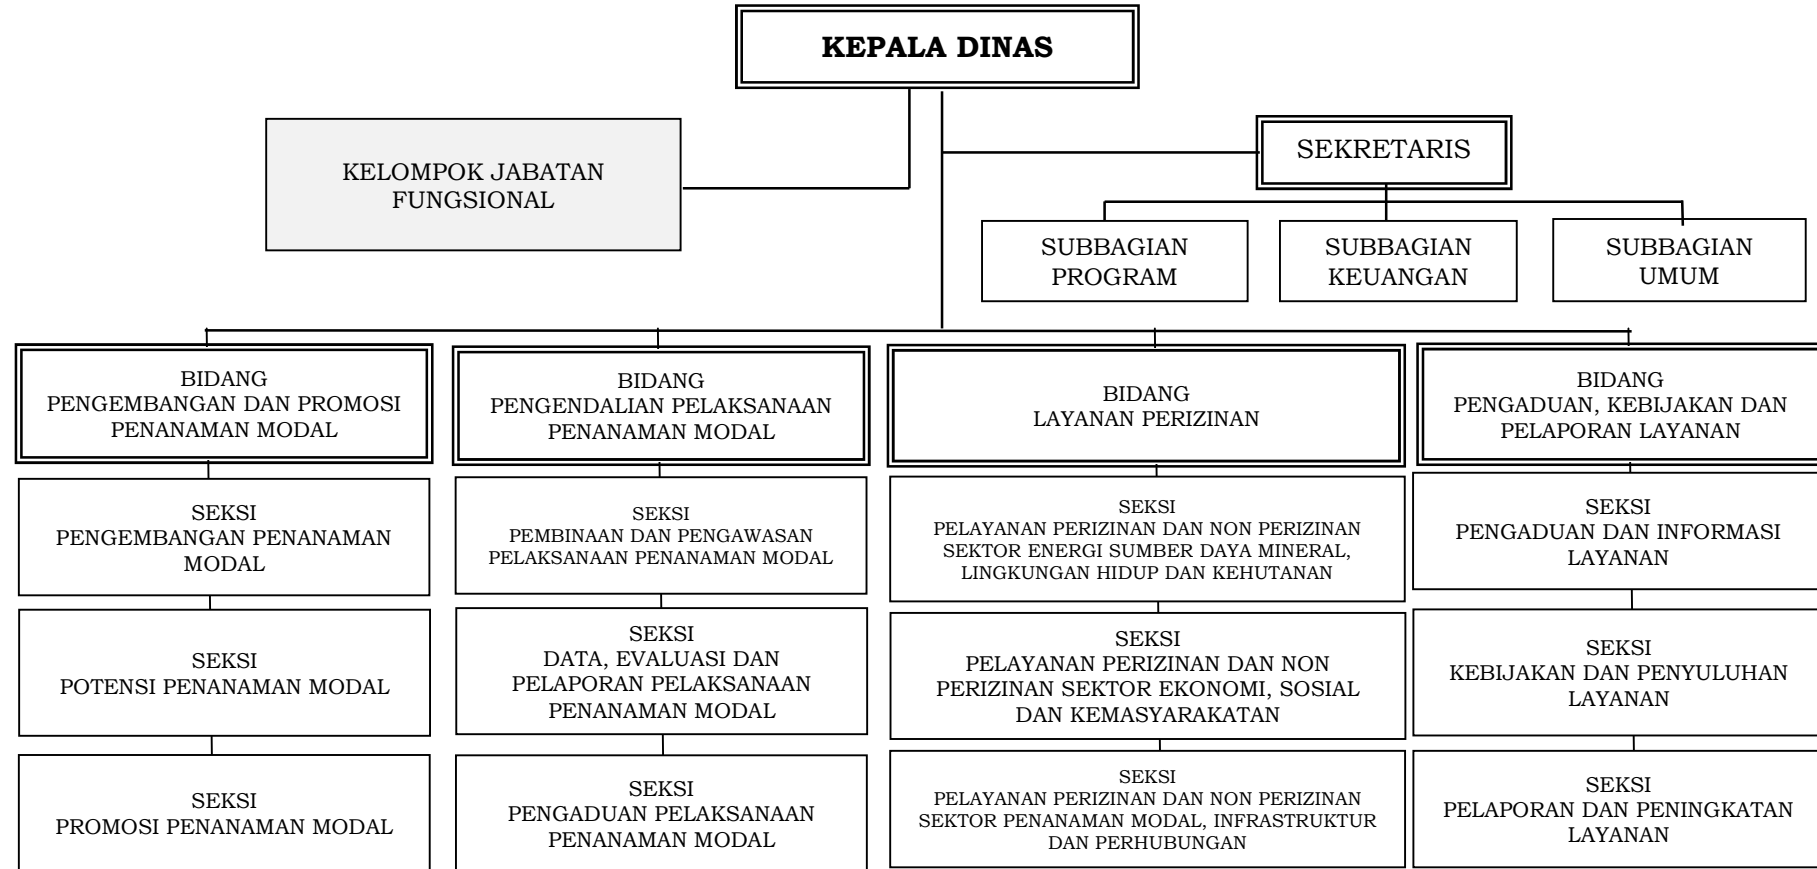 KEPALA DINAS
KELOMPOK JABATAN
FUNGSIONAL
SEKRETARIS
SUBBAGIAN
PROGRAM
SUBBAGIAN
KEUANGAN
SUBBAGIAN
UMUM
BIDANG
PENGEMBANGAN DAN PROMOSI
PENANAMAN MODAL
BIDANG
PENGENDALIAN PELAKSANAAN
PENANAMAN MODAL
BIDANG
LAYANAN PERIZINAN
BIDANG
PENGADUAN, KEBIJAKAN DAN
PELAPORAN LAYANAN
SEKSI
PENGEMBANGAN PENANAMAN
MODAL
SEKSI
PEMBINAAN DAN PENGAWASAN
PELAKSANAAN PENANAMAN MODAL
SEKSI
PELAYANAN PERIZINAN DAN NON PERIZINAN
SEKTOR ENERGI SUMBER DAYA MINERAL,
LINGKUNGAN HIDUP DAN KEHUTANAN
SEKSI
PENGADUAN DAN INFORMASI
LAYANAN
SEKSI
POTENSI PENANAMAN MODAL
SEKSI
DATA, EVALUASI DAN
PELAPORAN PELAKSANAAN
PENANAMAN MODAL
SEKSI
PELAYANAN PERIZINAN DAN NON
PERIZINAN SEKTOR EKONOMI, SOSIAL
DAN KEMASYARAKATAN
SEKSI
KEBIJAKAN DAN PENYULUHAN
LAYANAN
SEKSI
PROMOSI PENANAMAN MODAL
SEKSI
PENGADUAN PELAKSANAAN
PENANAMAN MODAL
SEKSI
PELAYANAN PERIZINAN DAN NON PERIZINAN
SEKTOR PENANAMAN MODAL, INFRASTRUKTUR
DAN PERHUBUNGAN
SEKSI
PELAPORAN DAN PENINGKATAN
LAYANAN